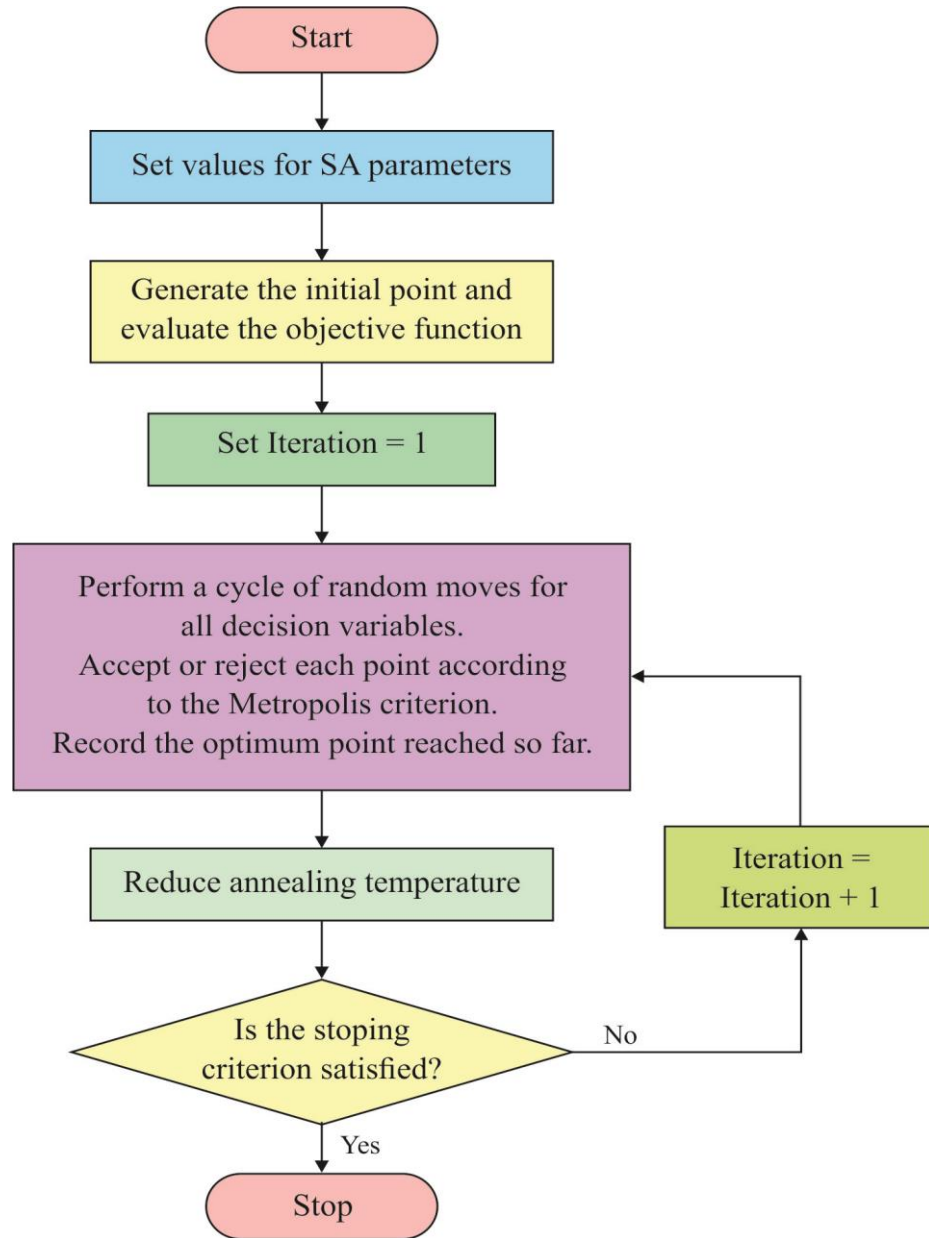 Start
Set values for SA parameters
Generate the initial point and
evaluate the objective function
Set Iteration = 1
Perform a cycle of random moves for
all decision variables.
Accept or reject each point according
to the Metropolis criterion.
Record the optimum point reached so far.
Reduce annealing temperature
Iteration =
Iteration + 1
Is the stoping
criterion satisfied?
No
Yes
Stop